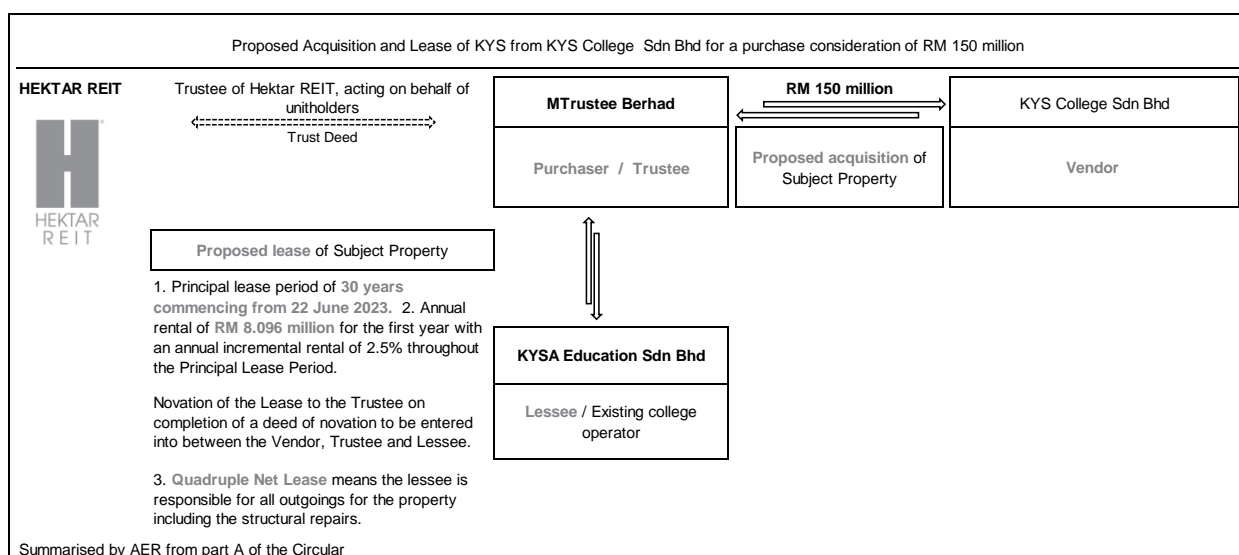 Proposed Acquisition and Lease of KYS from KYS College Sdn Bhd for a purchase consideration of RM 150 million
HEKTAR REIT
HEKTAR
REIT
Trustee of Hektar REIT, acting on behalf of
unitholders
Trust Deed
MTrustee Berhad
Purchaser / Trustee
RM 150 million
Proposed acquisition of
Subject Property
KYS College Sdn Bhd
Vendor
Proposed lease of Subject Property
1. Principal lease period of 30 years
commencing from 22 June 2023. 2. Annual
rental of RM 8.096 million for the first year with
an annual incremental rental of 2.5% throughout
the Principal Lease Period.
Novation of the Lease to the Trustee on
completion of a deed of novation to be entered
into between the Vendor, Trustee and Lessee.
3. Quadruple Net Lease means the lessee is
responsible for all outgoings for the property
including the structural repairs.
KYSA Education Sdn Bhd
Lessee / Existing college
operator
Summarised by AER from part A of the Circular